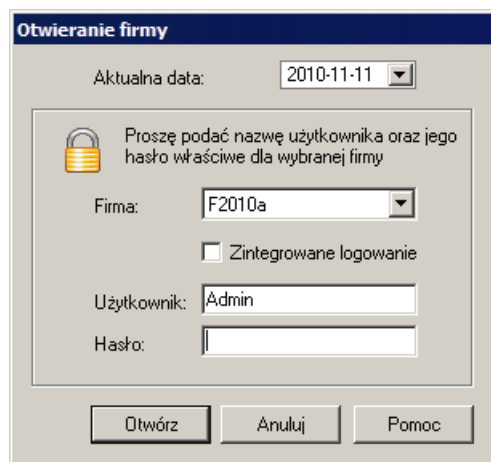 Otwieranie firmy
Aktualna data: 2010-11-11
Proszę podać nazwę użytkownika oraz jego
hasło właściwe dla wybranej firmy
Firma: F2010a
Zintegrowane logowanie
Użytkownik: Admin
Hasło:
Otwórz Anuluj Pomoc